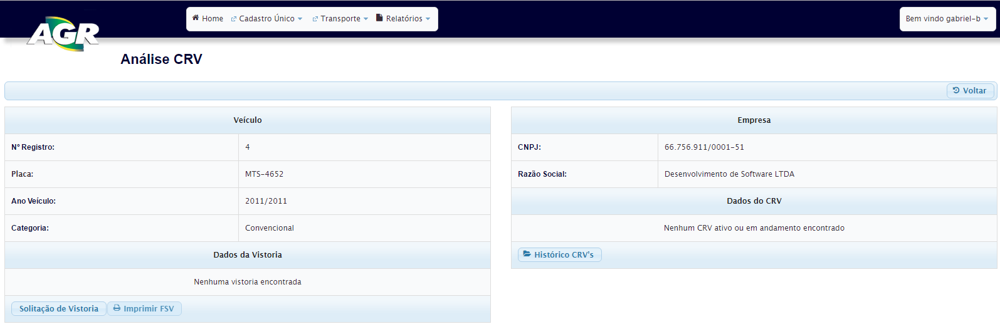 AGR
Home Cadastro Único Transporte Relatórios
Bem vindo gabriel-b
Análise CRV
Voltar
Veículo
Nº Registro: 4
Placa: MTS-4652
Ano Veículo: 2011/2011
Categoria: Convencional
Dados da Vistoria
Nenhuma vistoria encontrada
Solitação de Vistoria Imprimir FSV
Empresa
CNPJ: 66.756.911/0001-51
Razão Social: Desenvolvimento de Software LTDA
Dados do CRV
Nenhum CRV ativo ou em andamento encontrado
Histórico CRV's